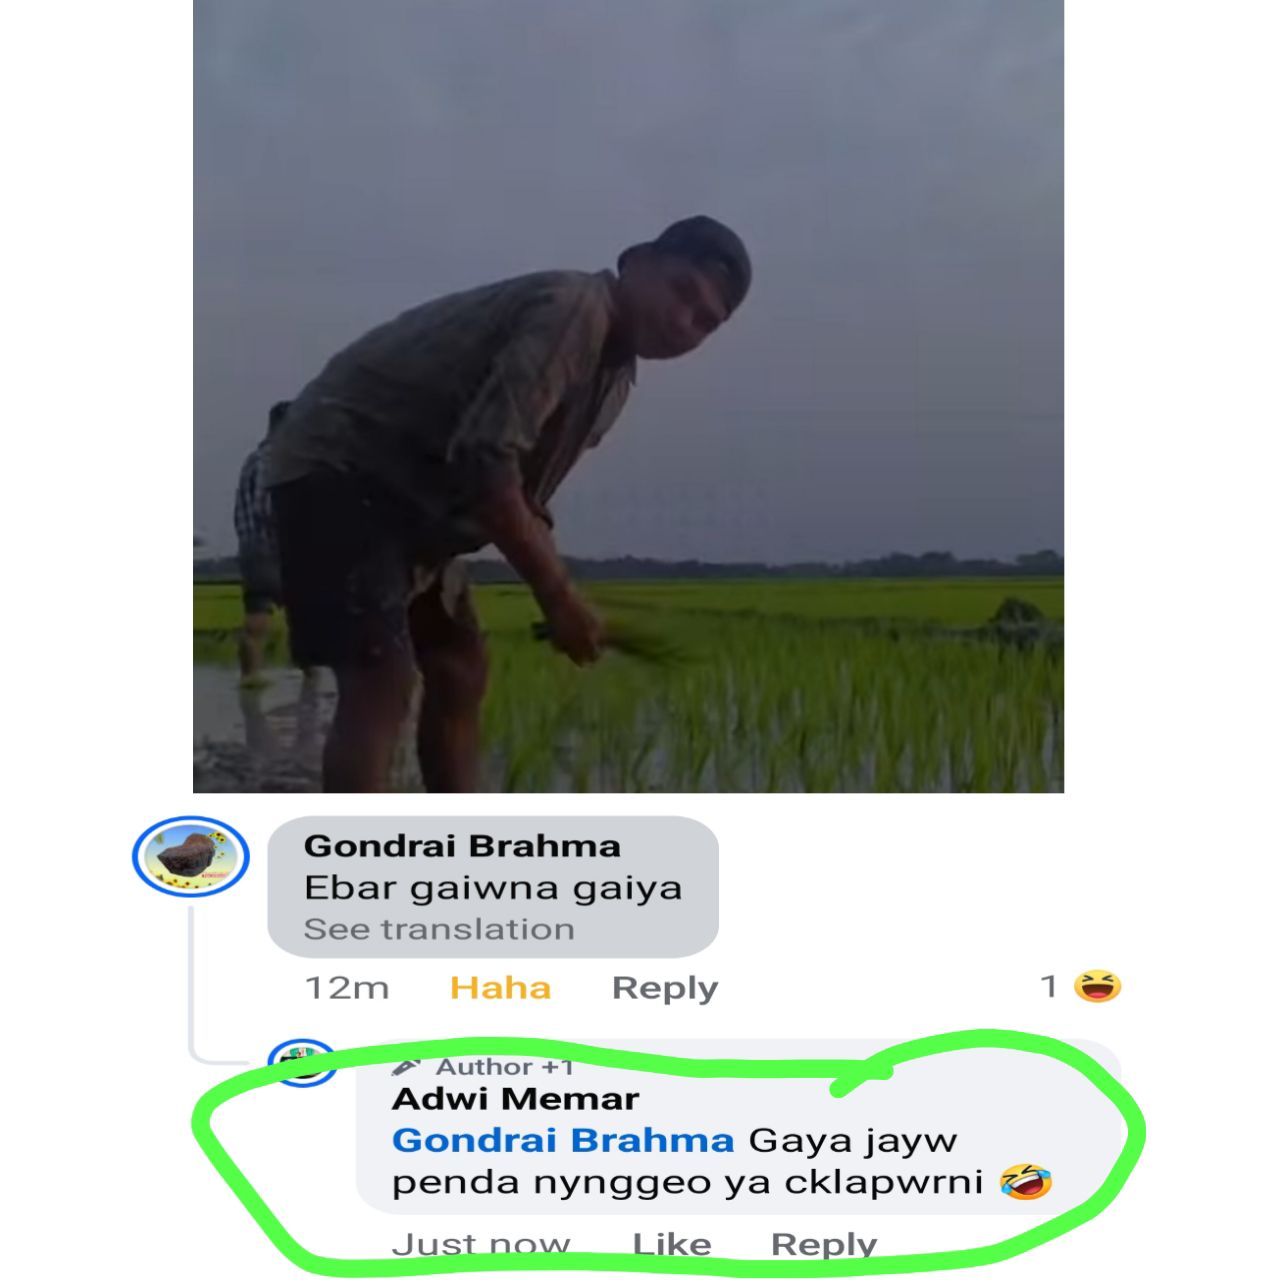 Gondrai Brahma
Ebar gaiwna gaiya
See translation
12m Haha Reply 1
Author +1
Adwi Memar
Gondrai Brahma Gaya jayw
penda nynggeo ya cklapwrni 🤣
Just now Like Reply